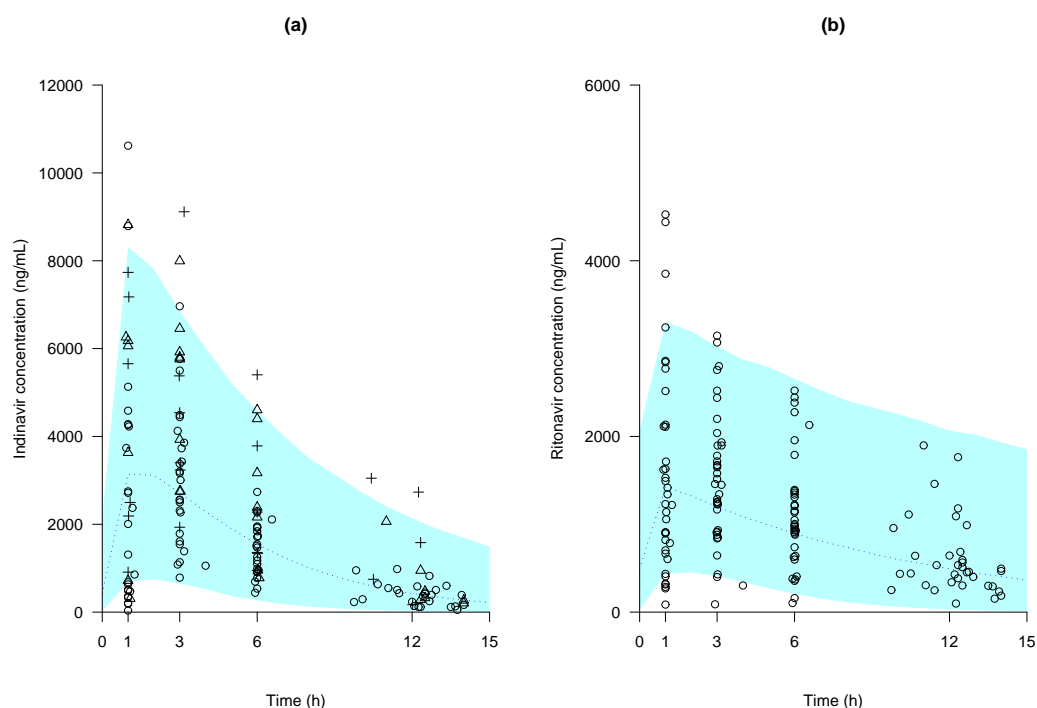 (a)
Indinavir concentration (ng/mL)
12000
10000
8000
6000
4000
2000
0
0 1 3 6 12 15
Time (h)
(b)
Ritonavir concentration (ng/mL)
6000
4000
2000
0
0 1 3 6 12 15
Time (h)